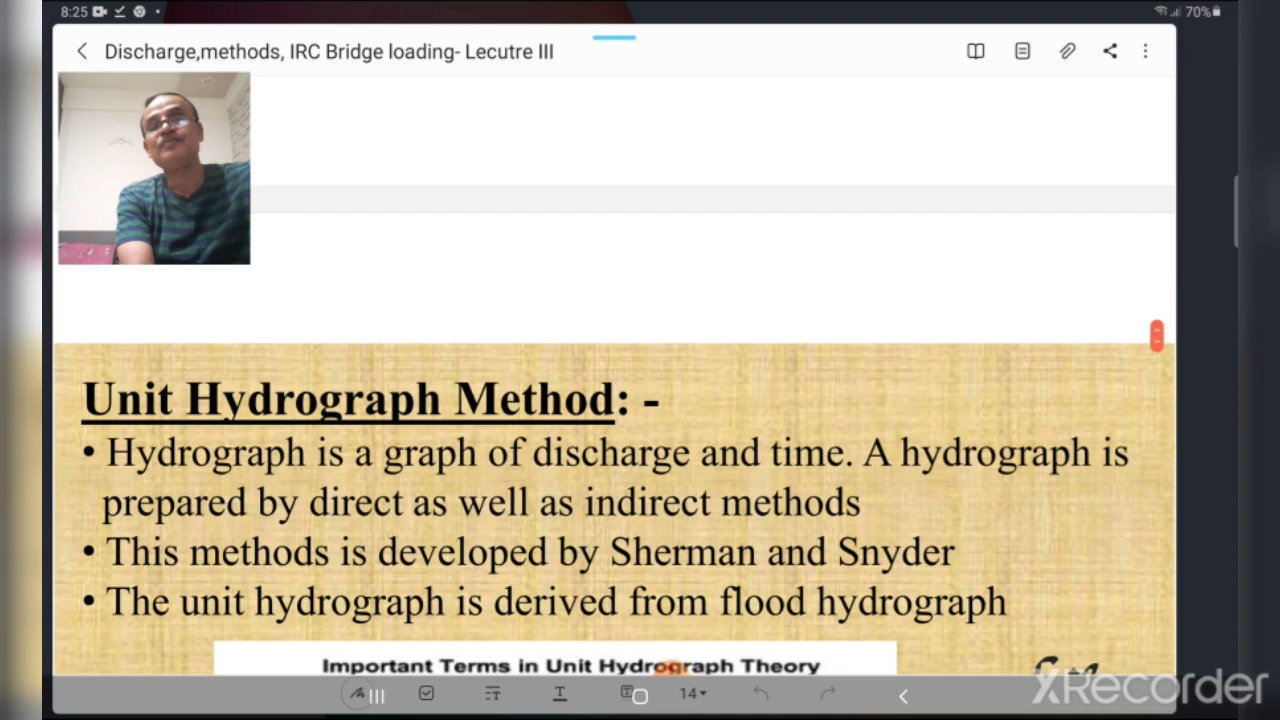 8:25
70%
Discharge,methods, IRC Bridge loading- Lecutre III
Unit Hydrograph Method: -
• Hydrograph is a graph of discharge and time. A hydrograph is
prepared by direct as well as indirect methods
• This methods is developed by Sherman and Snyder
• The unit hydrograph is derived from flood hydrograph
Important Terms in Unit Hydrograph Theory
14
XRecorder